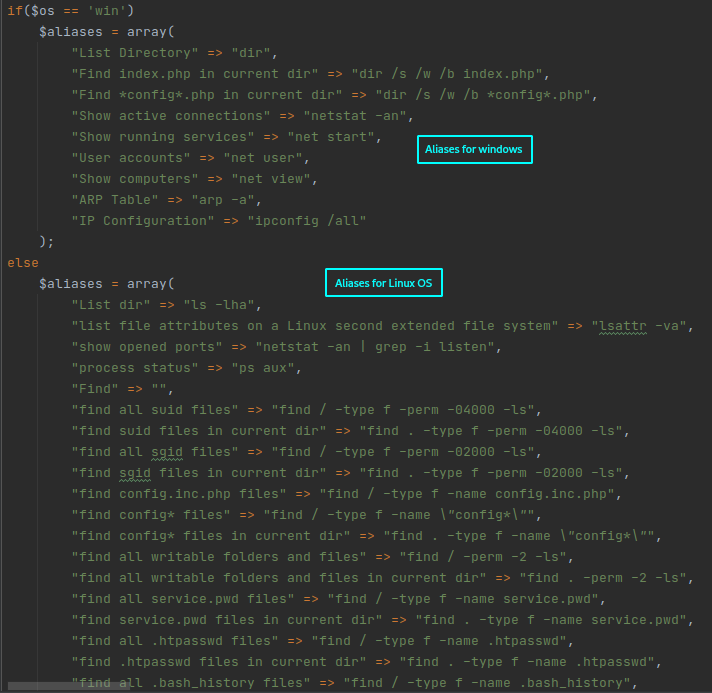 if($os == 'win')
$aliases = array(
"List Directory" => "dir",
"Find index.php in current dir" => "dir /s /w /b index.php",
"Find *config*.php in current dir" => "dir /s /w /b *config*.php",
"Show active connections" => "netstat -an",
"Show running services" => "net start",
Aliases for windows
"User accounts" => "net user",
"Show computers" => "net view",
"ARP Table" => "arp -a",
"IP Configuration" => "ipconfig /all"
);
else
$aliases = array(
Aliases for Linux OS
"List dir" => "ls -lha",
"list file attributes on a Linux second extended file system" => "lsattr -va",
"show opened ports" => "netstat -an | grep -i listen",
"process status" => "ps aux",
"Find" => "",
"find all suid files" => "find / -type f -perm -04000 -ls",
"find suid files in current dir" => "find . -type f -perm -04000 -ls",
"find all sgid files" => "find / -type f -perm -02000 -ls",
"find sgid files in current dir" => "find . -type f -perm -02000 -ls",
"find config.inc.php files" => "find / -type f -name config.inc.php",
"find config* files" => "find / -type f -name \"config*\"",
"find config* files in current dir" => "find . -type f -name \"config*\"",
"find all writable folders and files" => "find / -perm -2 -ls",
"find all writable folders and files in current dir" => "find . -perm -2 -ls",
"find all service.pwd files" => "find / -type f -name service.pwd",
"find service.pwd files in current dir" => "find . -type f -name service.pwd",
"find all .htpasswd files" => "find / -type f -name .htpasswd",
"find .htpasswd files in current dir" => "find . -type f -name .htpasswd",
"find all .bash_history files" => "find / -type f -name .bash_history",